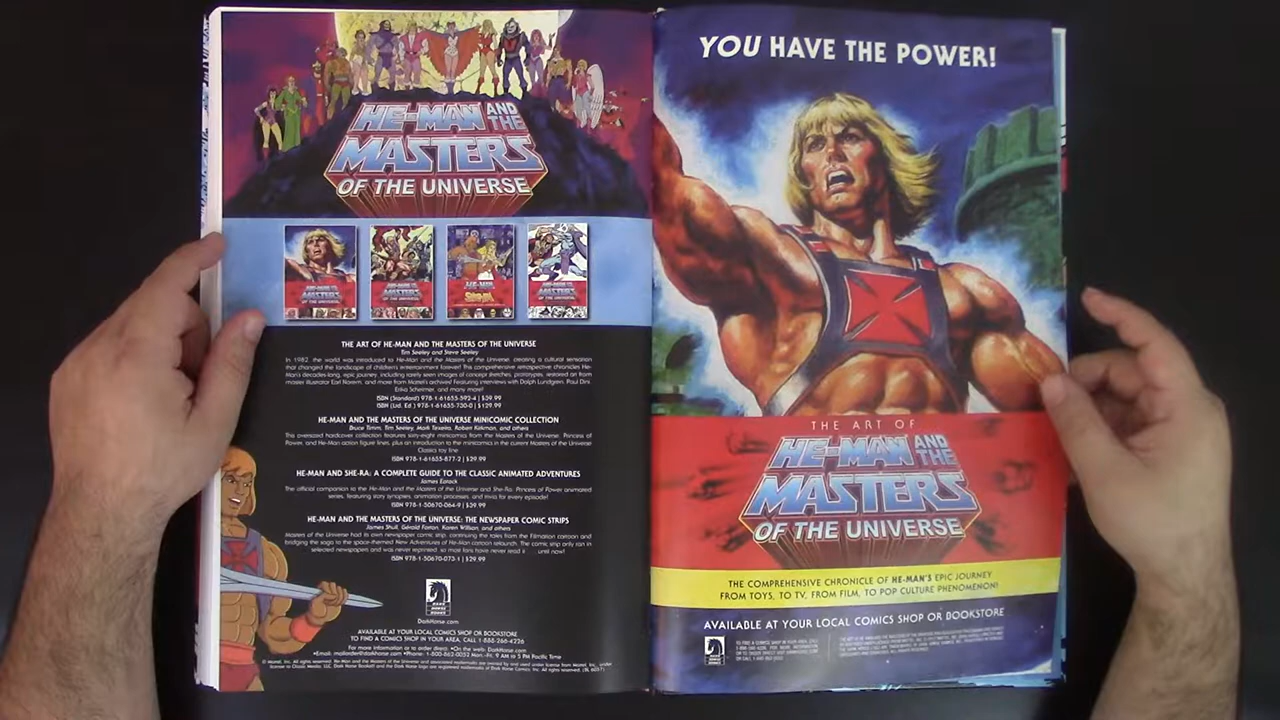 HE-MAN AND THE
MASTERS
OF THE UNIVERSE
THE ART OF HE-MAN AND THE MASTERS OF THE UNIVERSE
Tim Seeley and Steve Seeley
In 1982, the world was introduced to He-Man and the Masters of the Universe, creating a cultural sensation
that changed the landscape of children's entertainment forever! This comprehensive retrospective chronicles He-
Man's decades-long, epic journey, including rarely seen images of concept sketches, prototypes, restored art from
master illustrator Earl Norem, and more from Mattel's archives! Featuring interviews with Dolph Lundgren, Paul Dini,
Erika Scheimer, and many more!
ISBN (Standard) 978-1-61655-592-4 | $39.99
ISBN (Ltd. Ed.) 978-1-61655-730-0 | $129.99
HE-MAN AND THE MASTERS OF THE UNIVERSE MINICOMIC COLLECTION
Bruce Timm, Tim Seeley, Mark Texeira, Robert Kirkman, and others
This oversized hardcover collection features sixty-eight minicomics from the Masters of the Universe, Princess of
Power, and He-Man action figure lines, plus an introduction to the minicomics in the current Masters of the Universe
Classics toy line.
ISBN 978-1-61655-877-2 | $29.99
HE-MAN AND SHE-RA: A COMPLETE GUIDE TO THE CLASSIC ANIMATED ADVENTURES
James Eatock
The official companion to the He-Man and the Masters of the Universe and She-Ra: Princess of Power animated
series, featuring story synopses, animation processes, and trivia for every episode!
ISBN 978-1-50670-064-9 | $39.99
HE-MAN AND THE MASTERS OF THE UNIVERSE: THE NEWSPAPER COMIC STRIPS
James Shull, Gérald Forton, Karen Willson, and others
Masters of the Universe had its own newspaper comic strip, continuing the tales from the Filmation cartoon and
bridging the saga to the space-themed New Adventures of He-Man cartoon relaunch. The comic strip only ran in
selected newspapers and was never reprinted, so most fans have never read it . . . until now!
ISBN 978-1-50670-073-1 | $29.99
DARK HORSE BOOKS
DarkHorse.com
AVAILABLE AT YOUR LOCAL COMICS SHOP OR BOOKSTORE
TO FIND A COMICS SHOP IN YOUR AREA, CALL 1-888-266-4226
For more information or to order direct: •On the web: DarkHorse.com
•Email: mailorder@darkhorse.com •Phone: 1-800-862-0052 Mon.–Fri. 9 AM to 5 PM Pacific Time
YOU HAVE THE POWER!
THE ART OF
HE-MAN AND THE
MASTERS
OF THE UNIVERSE
THE COMPREHENSIVE CHRONICLE OF HE-MAN'S EPIC JOURNEY
FROM TOYS, TO TV, FROM FILM, TO POP CULTURE PHENOMENON!
AVAILABLE AT YOUR LOCAL COMICS SHOP OR BOOKSTORE